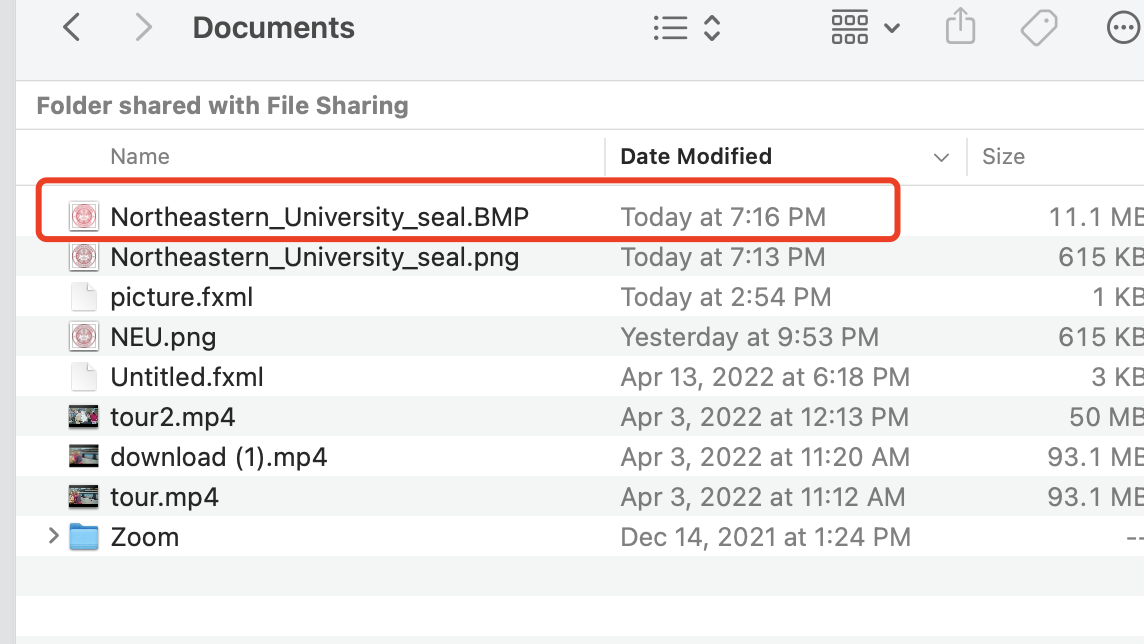 Documents
Folder shared with File Sharing
Name Date Modified Size
Northeastern_University_seal.BMP Today at 7:16 PM 11.1 MB
Northeastern_University_seal.png Today at 7:13 PM 615 KB
picture.fxml Today at 2:54 PM 1 KB
NEU.png Yesterday at 9:53 PM 615 KB
Untitled.fxml Apr 13, 2022 at 6:18 PM 3 KB
tour2.mp4 Apr 3, 2022 at 12:13 PM 50 MB
download (1).mp4 Apr 3, 2022 at 11:20 AM 93.1 MB
tour.mp4 Apr 3, 2022 at 11:12 AM 93.1 MB
Zoom Dec 14, 2021 at 1:24 PM --